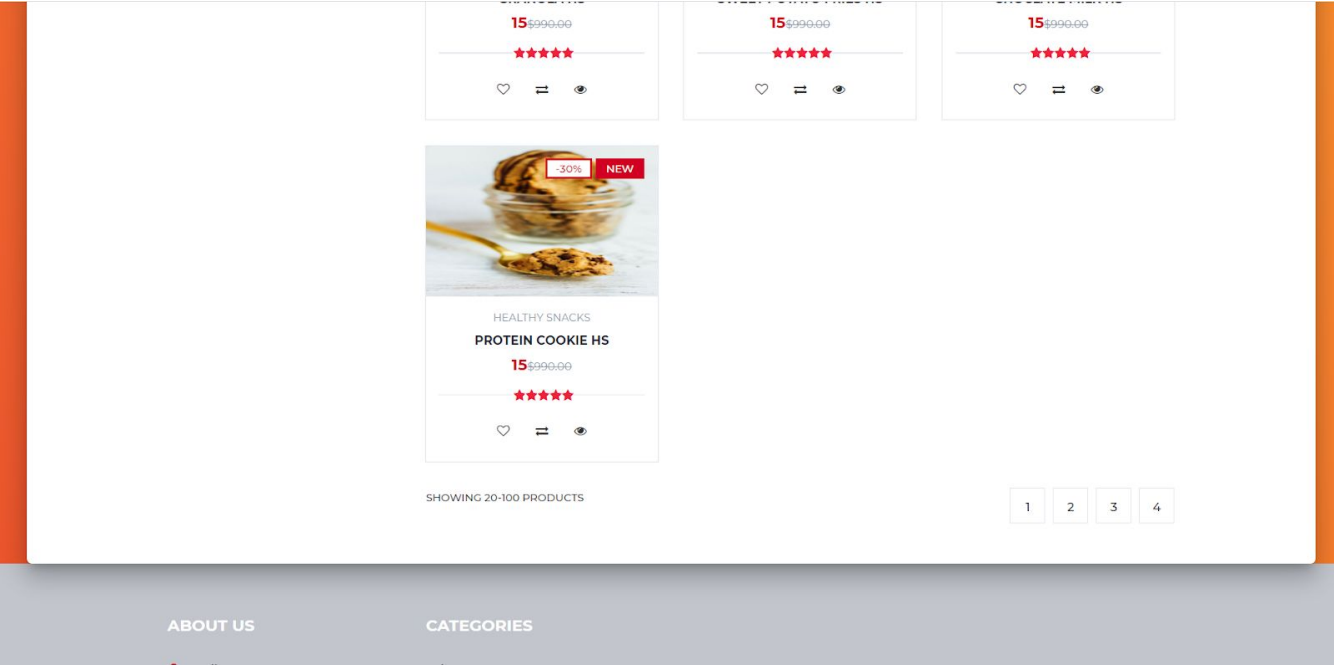 15$990.00
15$990.00
15$990.00
-30%
NEW
HEALTHY SNACKS
PROTEIN COOKIE HS
15$990.00
SHOWING 20-100 PRODUCTS
1 2 3 4
ABOUT US
CATEGORIES